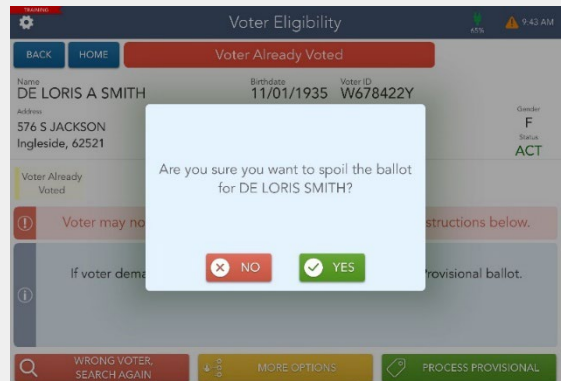 TRAINING
Voter Eligibility
65%
9:43 AM
BACK
HOME
Voter Already Voted
Name
DE LORIS A SMITH
Birthdate
11/01/1935
Voter ID
W678422Y
Address
576 S JACKSON
Ingleside, 62521
Gender
F
Status
ACT
Voter Already
Voted
Are you sure you want to spoil the ballot
for DE LORIS SMITH?
NO
YES
Voter may no
structions below.
If voter dema
Provisional ballot.
WRONG VOTER,
SEARCH AGAIN
MORE OPTIONS
PROCESS PROVISIONAL